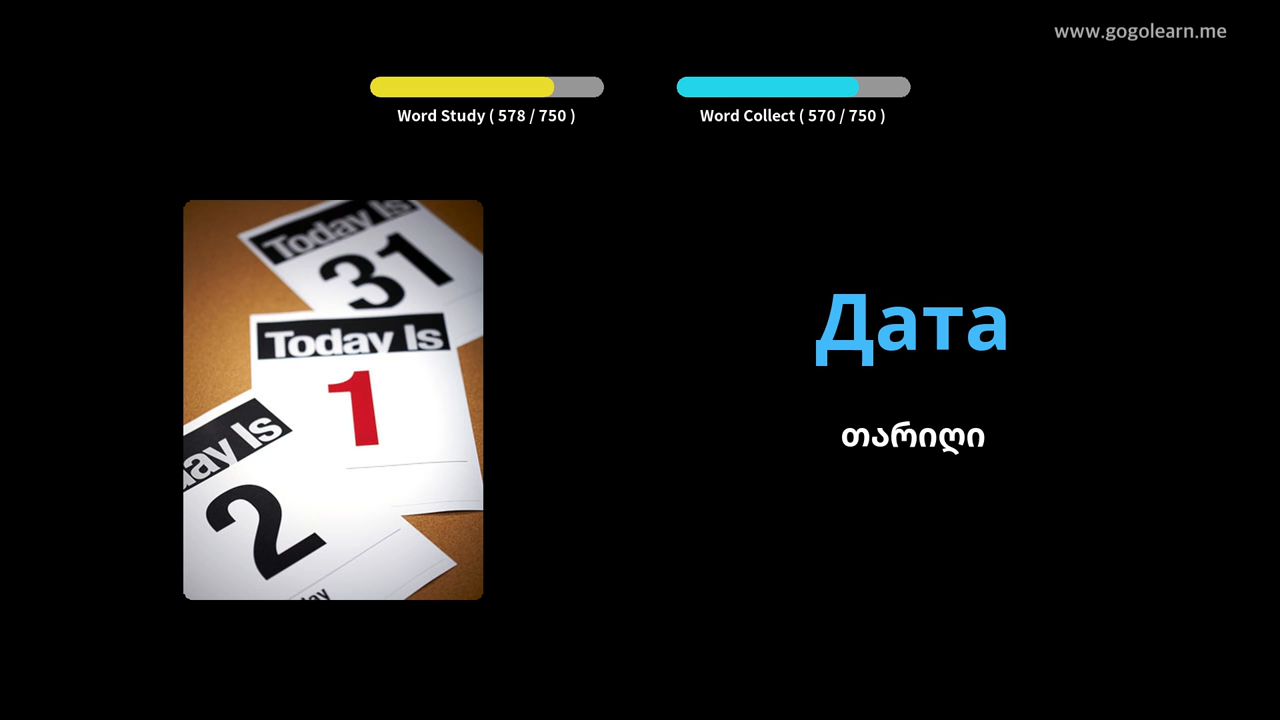 www.gogolearn.me
Word Study ( 578 / 750 )
Word Collect ( 570 / 750 )
Today Is
31
Today Is
1
ay Is
2
Дата
თარიღი